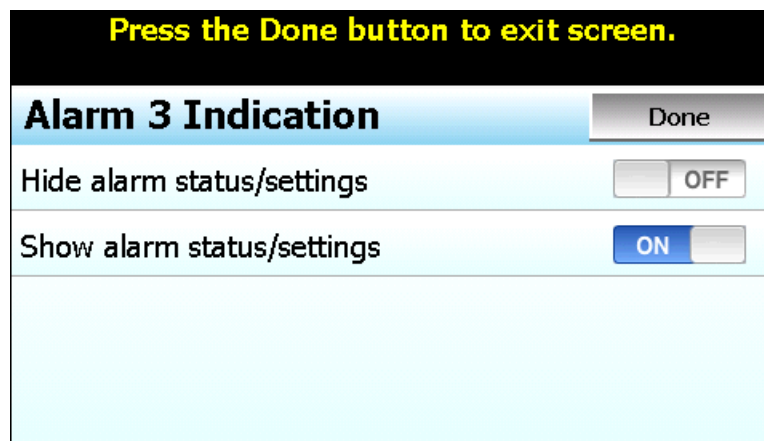 Press the Done button to exit screen.
Alarm 3 Indication
Done
Hide alarm status/settings
OFF
Show alarm status/settings
ON